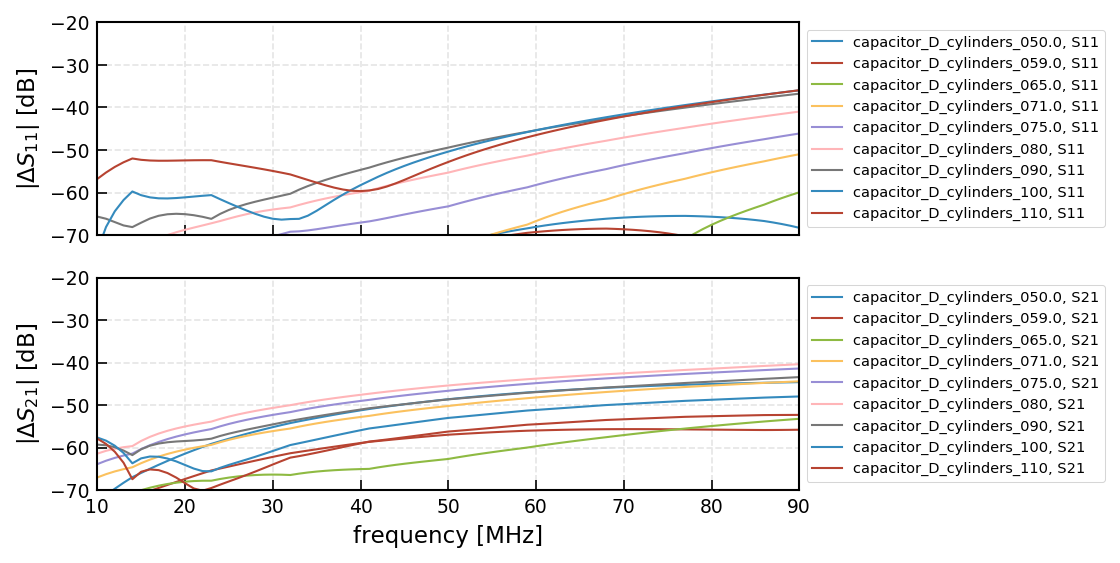 −20
−30
−40
−50
−60
−70
|ΔS11| [dB]
capacitor_D_cylinders_050.0, S11
capacitor_D_cylinders_059.0, S11
capacitor_D_cylinders_065.0, S11
capacitor_D_cylinders_071.0, S11
capacitor_D_cylinders_075.0, S11
capacitor_D_cylinders_080, S11
capacitor_D_cylinders_090, S11
capacitor_D_cylinders_100, S11
capacitor_D_cylinders_110, S11
−20
−30
−40
−50
−60
−70
|ΔS21| [dB]
capacitor_D_cylinders_050.0, S21
capacitor_D_cylinders_059.0, S21
capacitor_D_cylinders_065.0, S21
capacitor_D_cylinders_071.0, S21
capacitor_D_cylinders_075.0, S21
capacitor_D_cylinders_080, S21
capacitor_D_cylinders_090, S21
capacitor_D_cylinders_100, S21
capacitor_D_cylinders_110, S21
10 20 30 40 50 60 70 80 90
frequency [MHz]